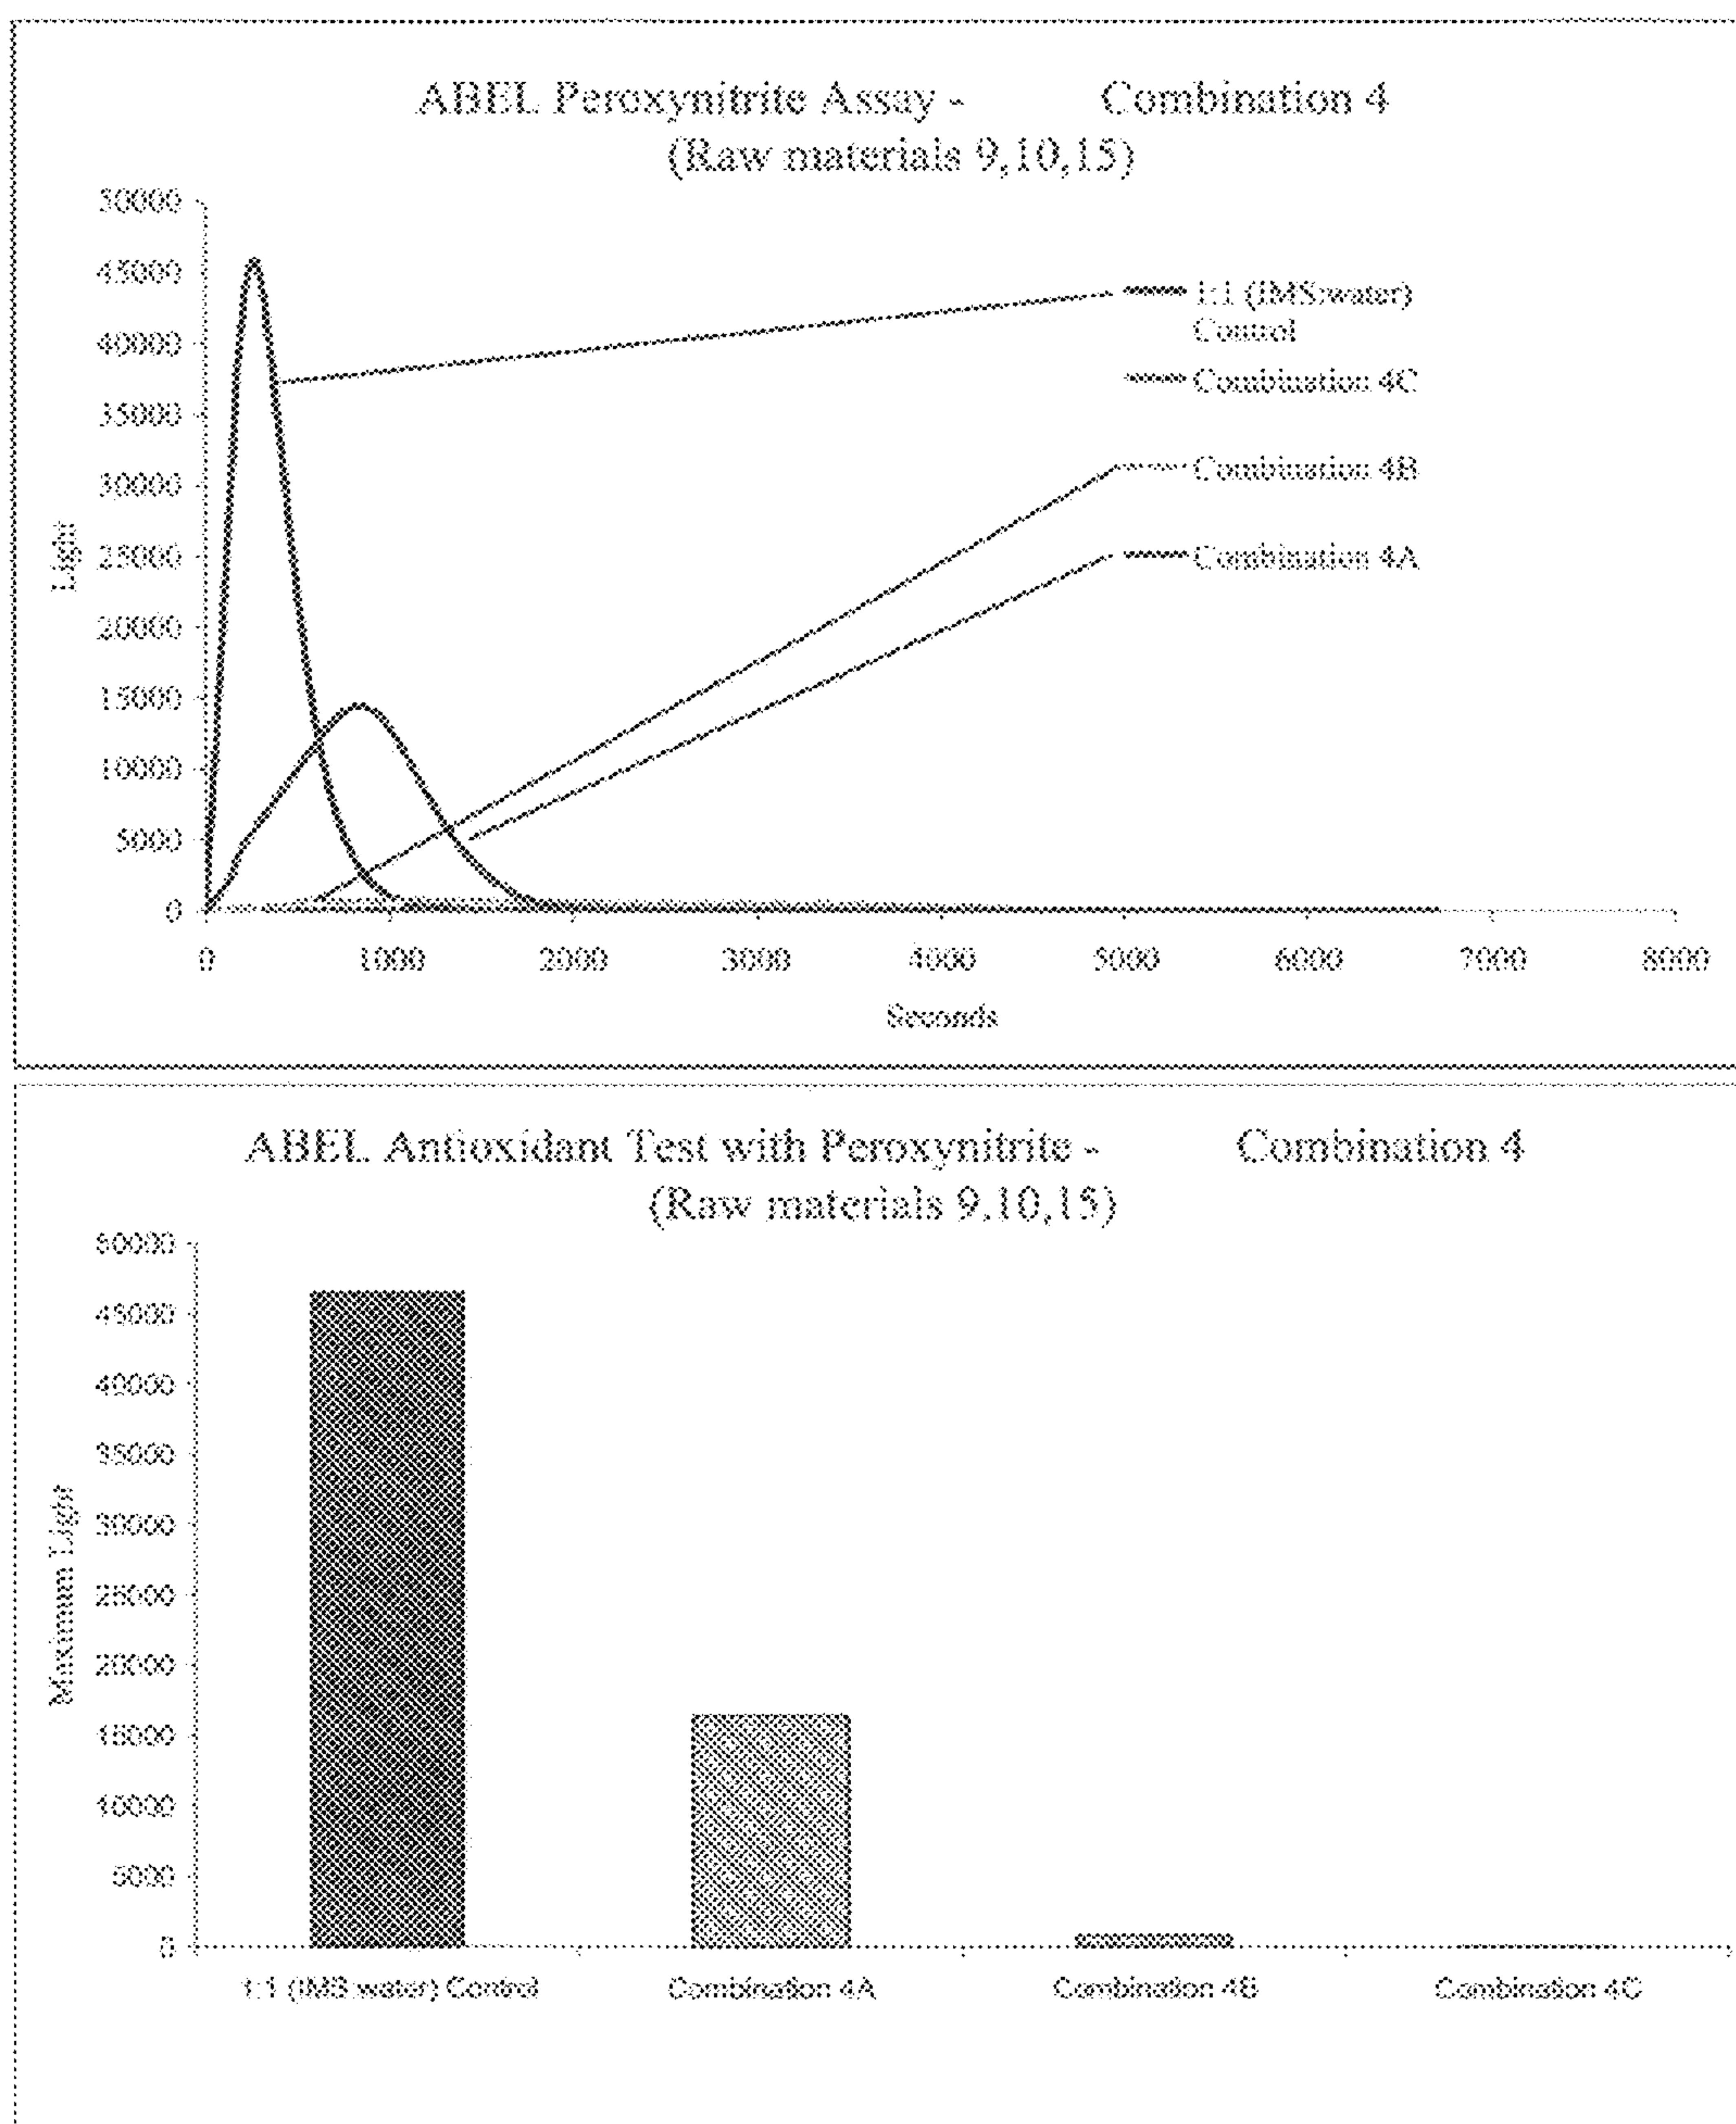 ABEL Peroxynitrite Assay - Combination 4
(Raw materials 9,10,15)
50000
45000
40000
35000
30000
25000
20000
15000
10000
5000
0
Light
1:1 (IMS:water)
Control
Combination 4C
Combination 4B
Combination 4A
0 1000 2000 3000 4000 5000 6000 7000 8000
Seconds
ABEL Antioxidant Test with Peroxynitrite - Combination 4
(Raw materials 9,10,15)
50000
45000
40000
35000
30000
25000
20000
15000
10000
5000
0
Maximum Light
1:1 (IMS:water) Control Combination 4A Combination 4B Combination 4C